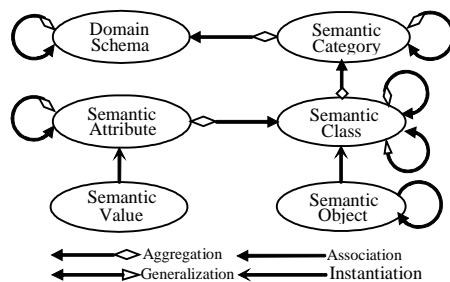 Domain
Schema
Semantic
Category
Semantic
Attribute
Semantic
Class
Semantic
Value
Semantic
Object
Aggregation
Association
Generalization
Instantiation